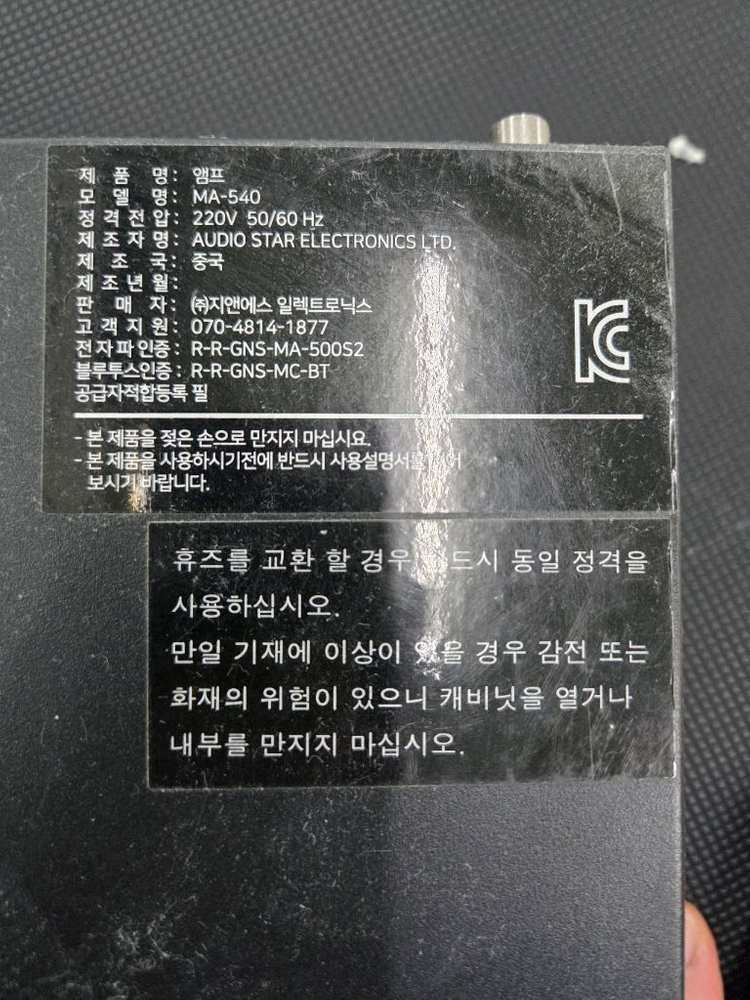 제 품 명 : 앰프
모 델 명 : MA-540
정 격 전 압 : 220V 50/60 Hz
제 조 자 명 : AUDIO STAR ELECTRONICS LTD.
제 조 국 : 중국
제 조 년 월 :
판 매 자 : ㈜지앤에스 일렉트로닉스
고 객 지 원 : 070-4814-1877
전자파인증 : R-R-GNS-MA-500S2
블루투스인증 : R-R-GNS-MC-BT
공급자적합등록 필
- 본 제품을 젖은 손으로 만지지 마십시요.
- 본 제품을 사용하시기전에 반드시 사용설명서를
보시기 바랍니다.
휴즈를 교환 할 경우 동일 정격을
사용하십시오.
만일 기재에 이상이 있을 경우 감전 또는
화재의 위험이 있으니 캐비닛을 열거나
내부를 만지지 마십시오.